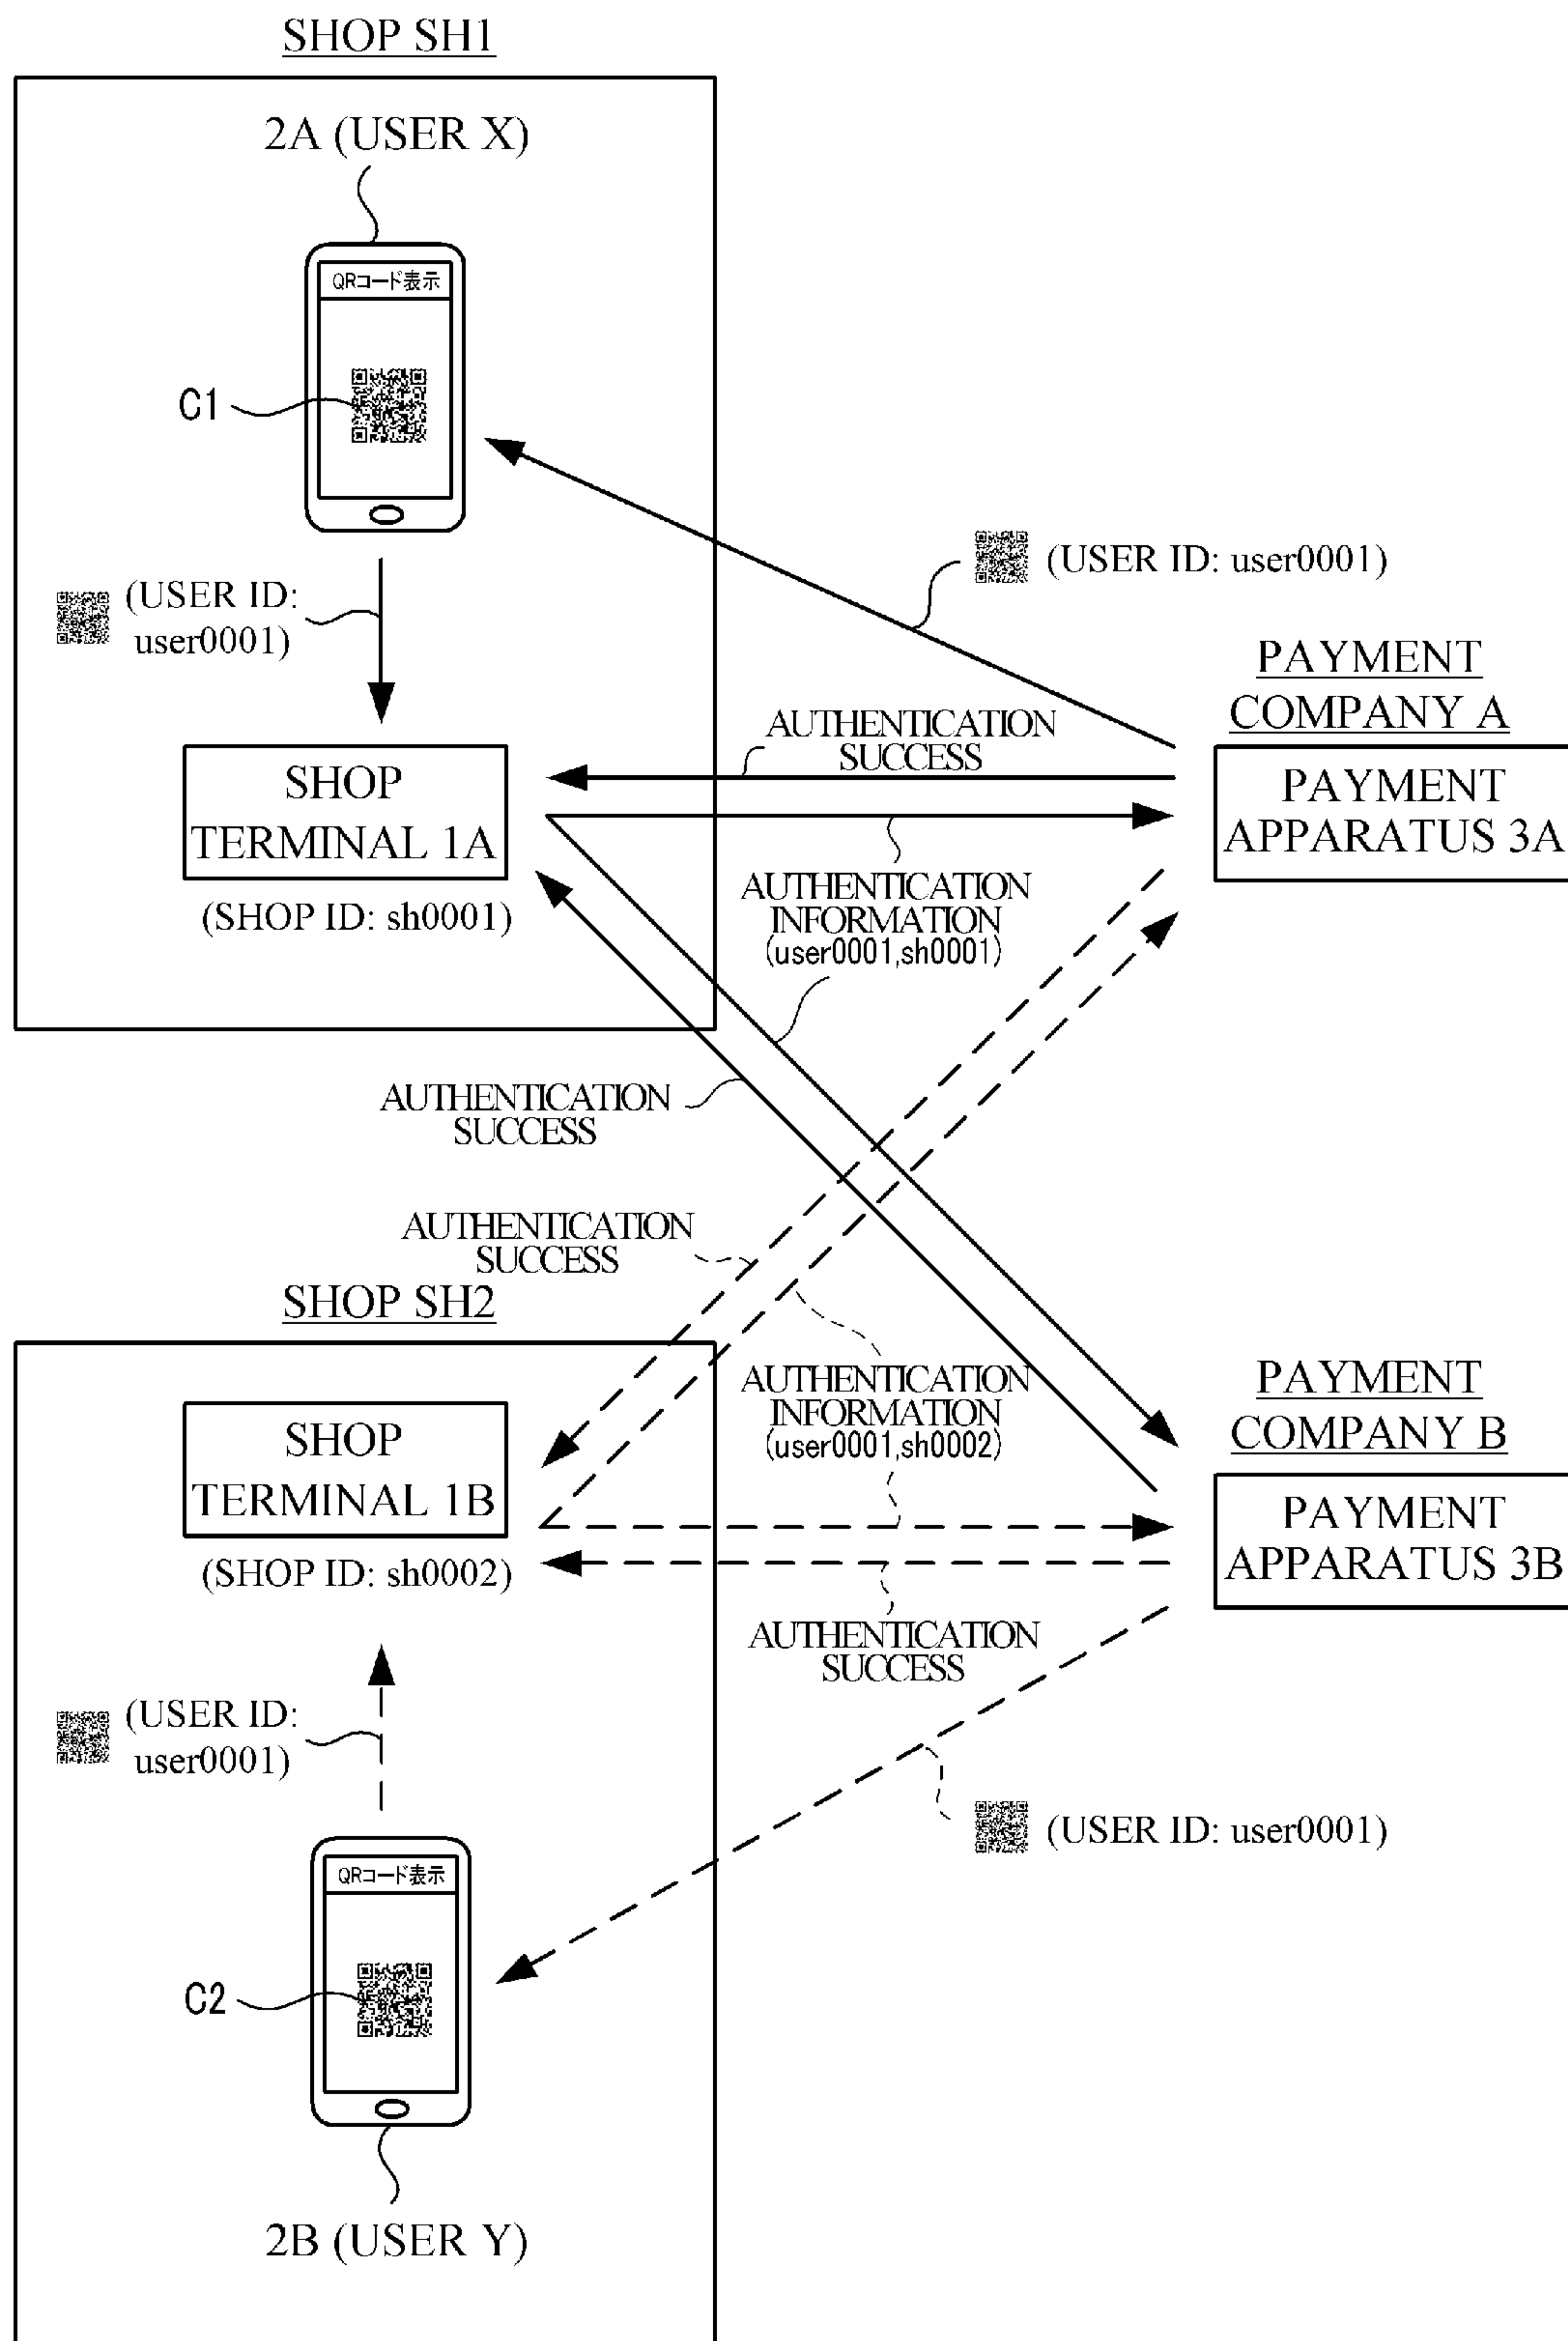 SHOP SH1
2A (USER X)
QRコード表示
C1
(USER ID: user0001)
(USER ID:
user0001)
PAYMENT
COMPANY A
AUTHENTICATION
SUCCESS
SHOP
TERMINAL 1A
PAYMENT
APPARATUS 3A
(SHOP ID: sh0001)
AUTHENTICATION
INFORMATION
(user0001,sh0001)
AUTHENTICATION
SUCCESS
AUTHENTICATION
SUCCESS
SHOP SH2
AUTHENTICATION
INFORMATION
(user0001,sh0002)
PAYMENT
COMPANY B
SHOP
TERMINAL 1B
PAYMENT
APPARATUS 3B
(SHOP ID: sh0002)
AUTHENTICATION
SUCCESS
(USER ID:
user0001)
(USER ID: user0001)
QRコード表示
C2
2B (USER Y)